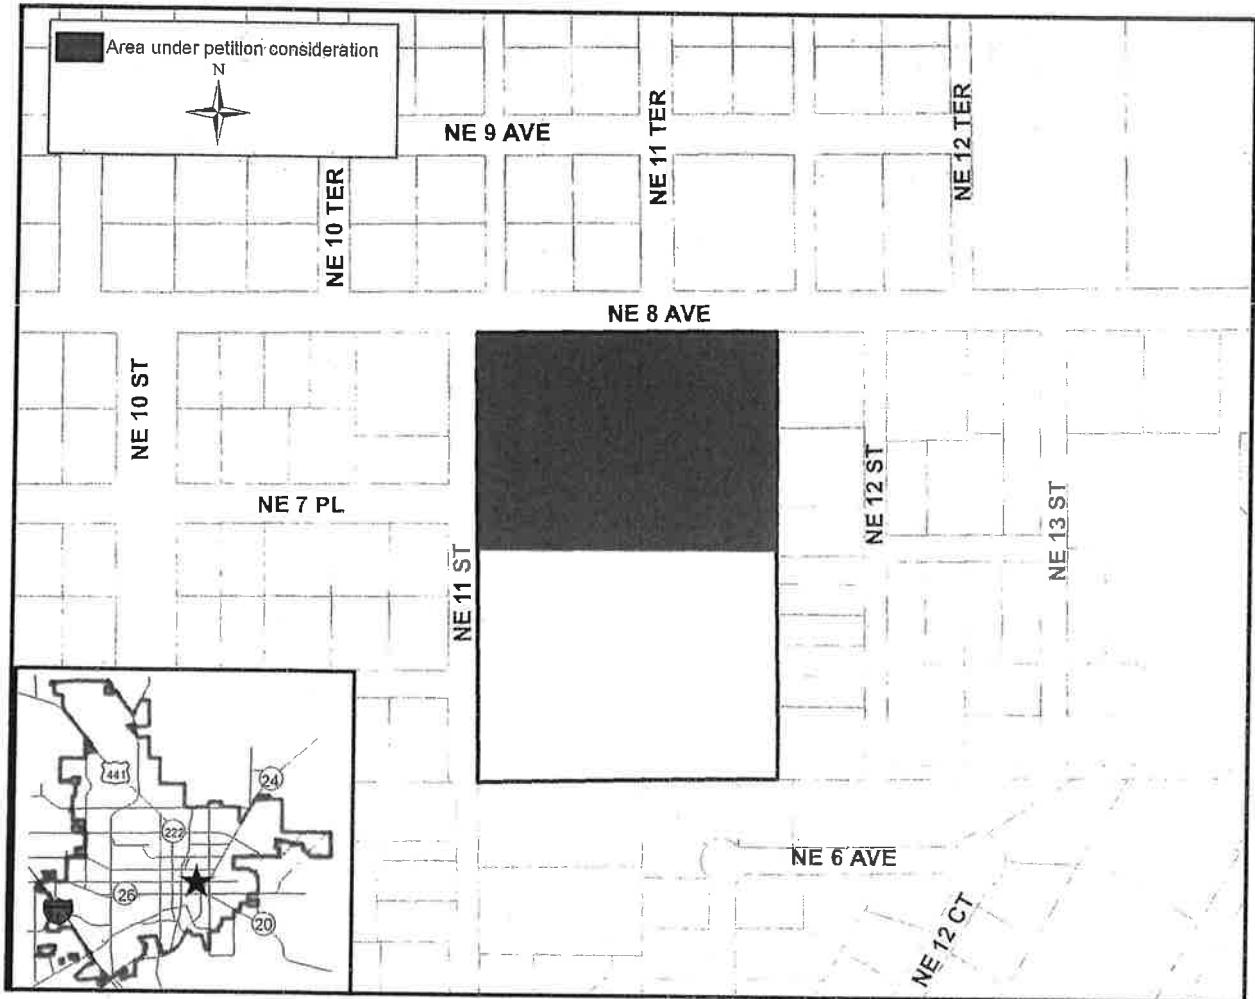 Area under petition consideration
N
NE 9 AVE
NE 11 TER
NE 12 TER
NE 10 TER
NE 8 AVE
NE 10 ST
NE 7 PL
NE 12 ST
NE 13 ST
NE 11 ST
441
24
222
26
20
NE 6 AVE
NE 12 CT